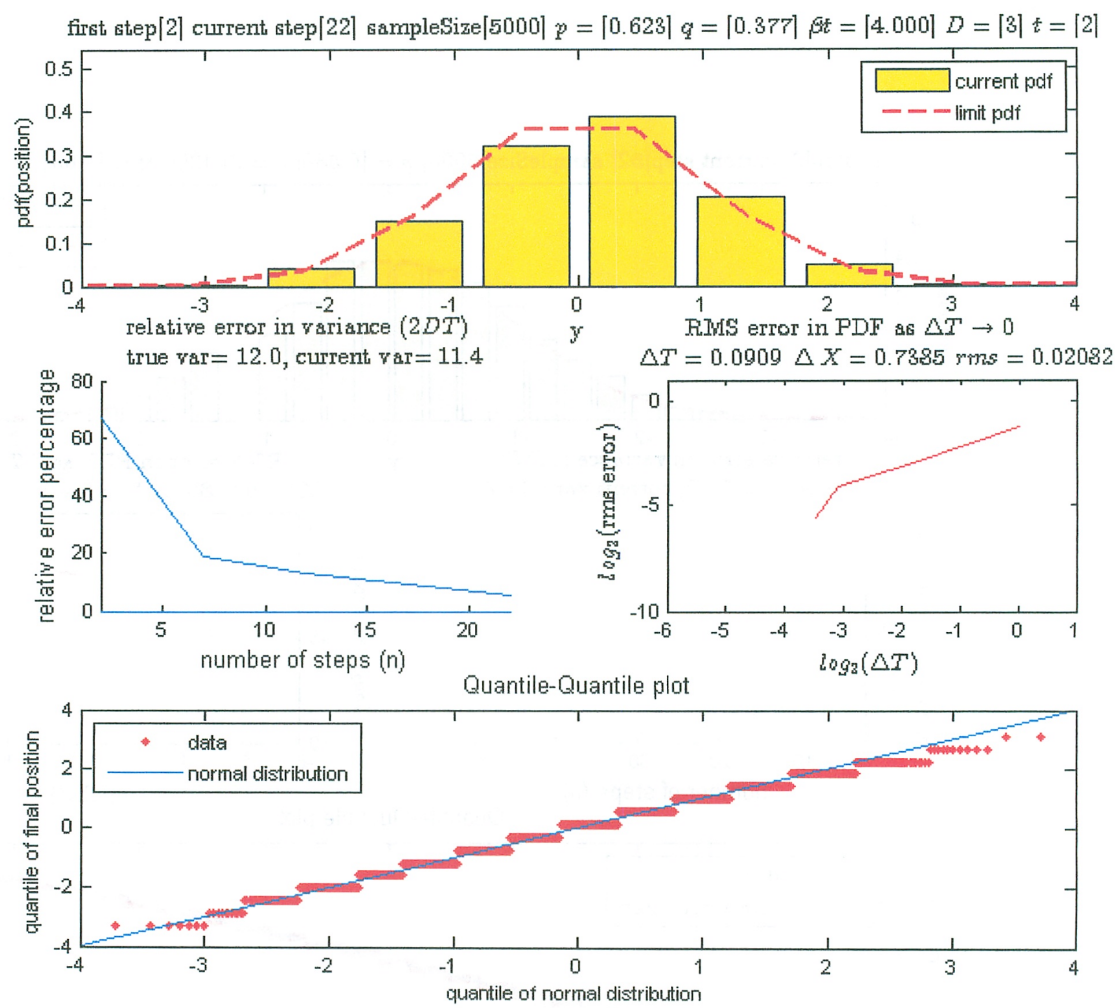 first step[2] current step[22] sampleSize[5000] p = [0.623] q = [0.377] βt = [4.000] D = [3] t = [2]
pdf(position)
0.5
0.4
0.3
0.2
0.1
0
current pdf
limit pdf
-4 -3 -2 -1 0 1 2 3 4
y
relative error in variance (2DT)
true var= 12.0, current var= 11.4
relative error percentage
80
60
40
20
0
5 10 15 20
number of steps (n)
RMS error in PDF as ΔT → 0
ΔT = 0.0909 Δ X = 0.7385 rms = 0.02082
log₂(rms error)
0
-5
-10
-6 -5 -4 -3 -2 -1 0 1
log₂(ΔT)
Quantile-Quantile plot
quantile of final position
4
2
0
-2
-4
data
normal distribution
-4 -3 -2 -1 0 1 2 3 4
quantile of normal distribution